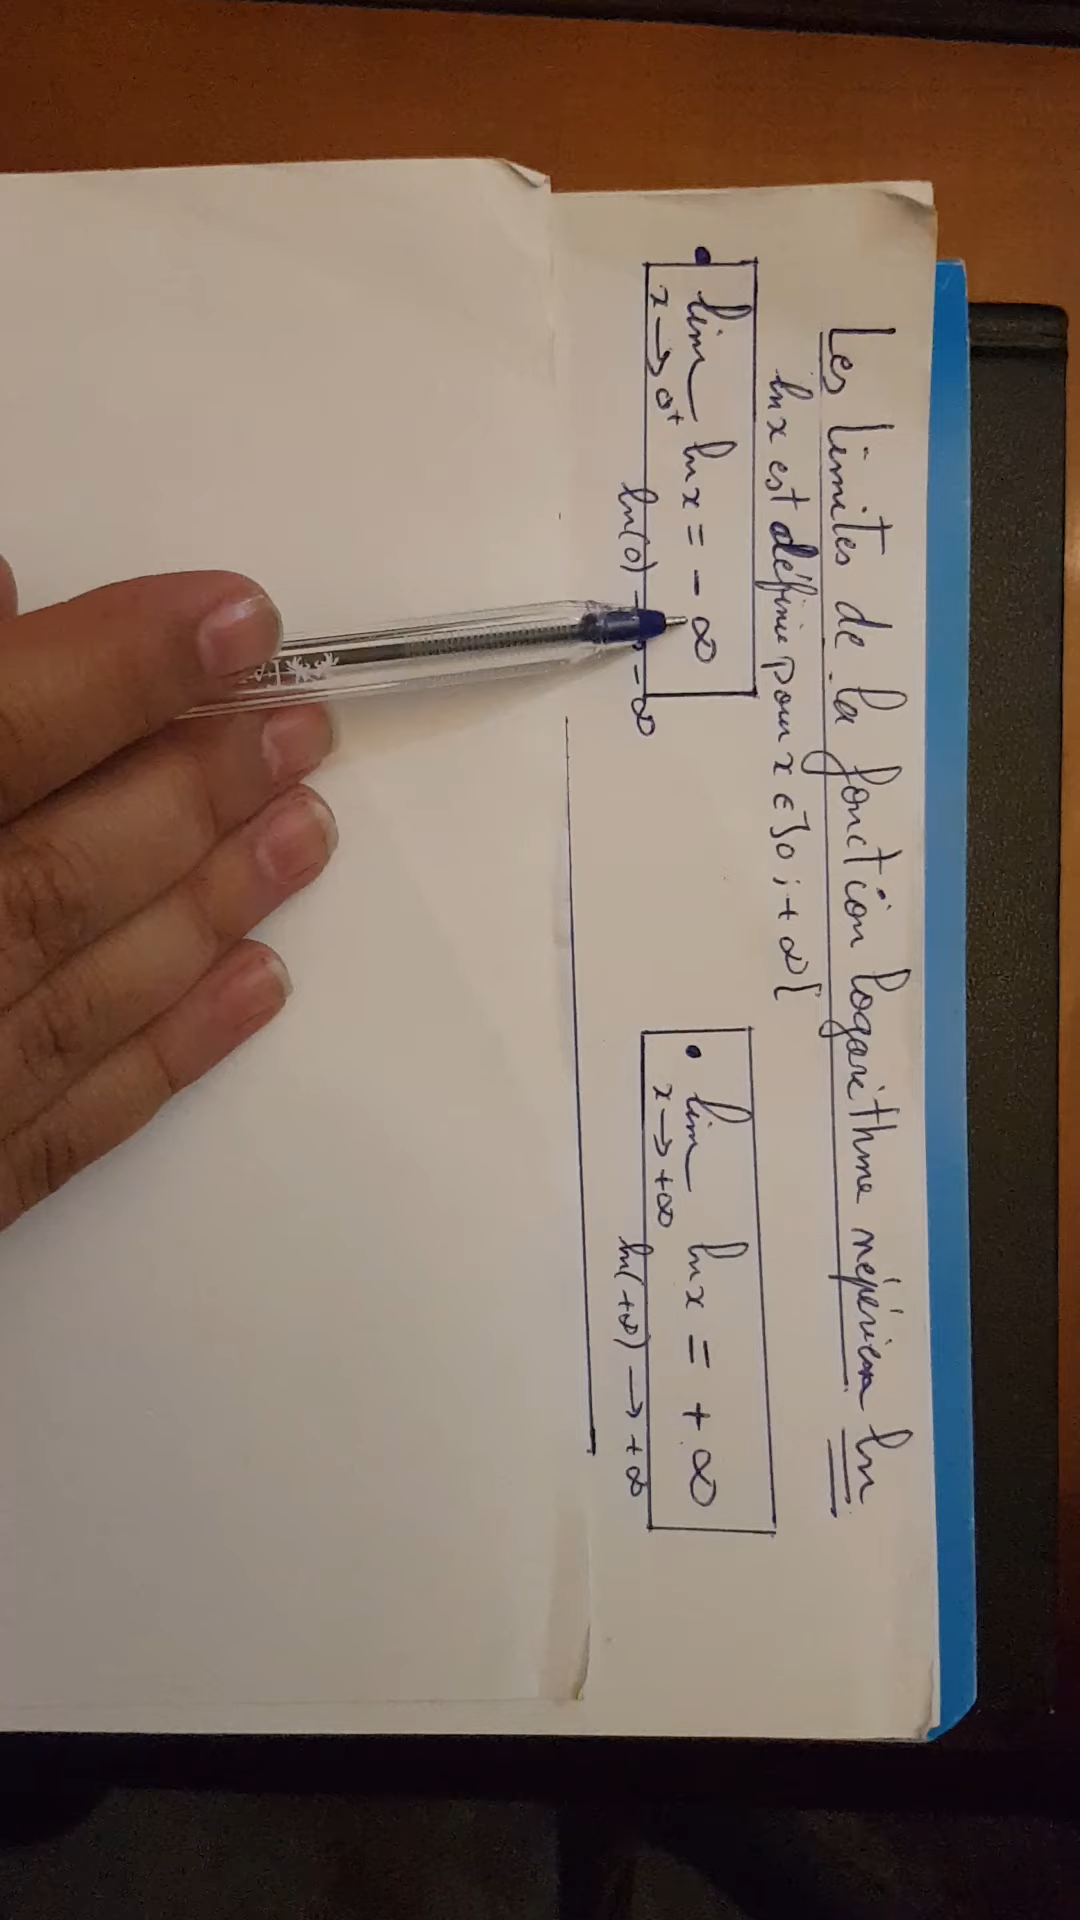 Les limites de la fonction logarithme népérien ln
ln x est définie pour x ∈ ]0 ; + ∞[
• lim ln x = - ∞
x → 0⁺
ln(0) → - ∞
• lim ln x = + ∞
x → +∞
ln(+∞) → + ∞